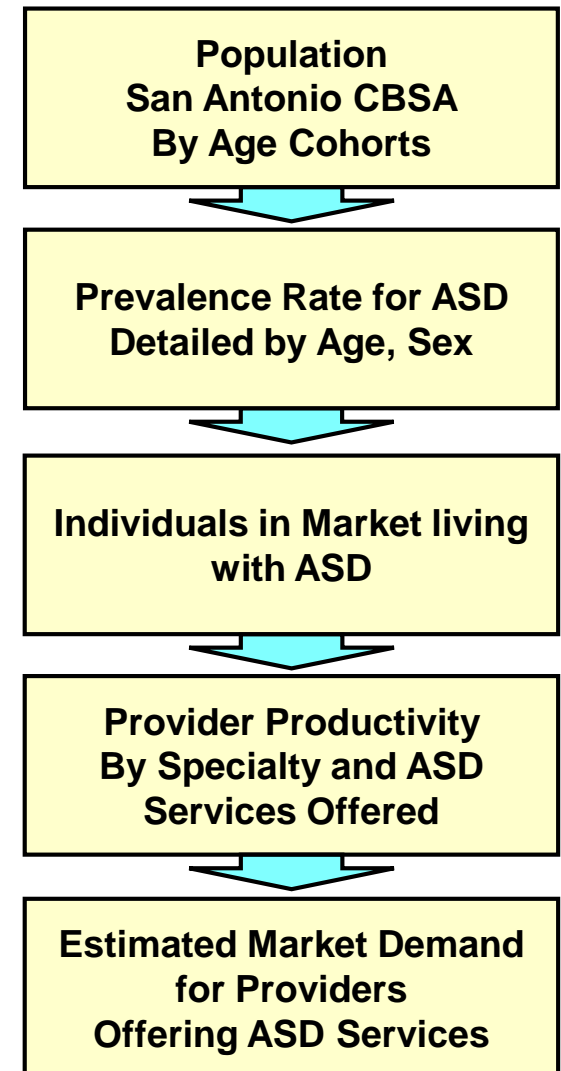 Population
San Antonio CBSA
By Age Cohorts
Prevalence Rate for ASD
Detailed by Age, Sex
Individuals in Market living
with ASD
Provider Productivity
By Specialty and ASD
Services Offered
Estimated Market Demand
for Providers
Offering ASD Services